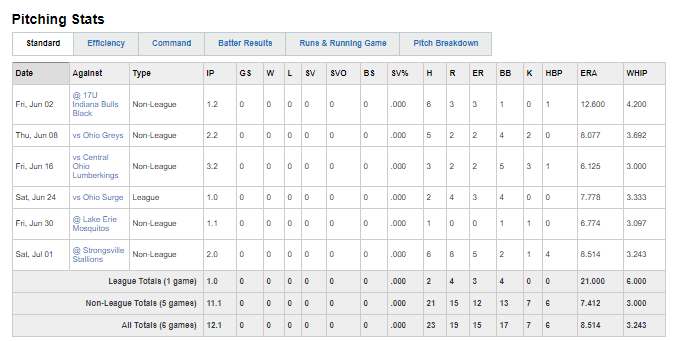 Pitching Stats
Standard Efficiency Command Batter Results Runs & Running Game Pitch Breakdown
Date Against Type IP GS W L SV SVO BS SV% H R ER BB K HBP ERA WHIP
Fri, Jun 02 @ 17U Indiana Bulls Black Non-League 1.2 0 0 0 0 0 0 .000 6 3 3 1 0 1 12.600 4.200
Thu, Jun 08 vs Ohio Greys Non-League 2.2 0 0 0 0 0 0 .000 5 2 2 4 2 0 8.077 3.692
Fri, Jun 16 vs Central Ohio Lumberkings Non-League 3.2 0 0 0 0 0 0 .000 3 2 2 5 3 1 6.125 3.000
Sat, Jun 24 vs Ohio Surge League 1.0 0 0 0 0 0 0 .000 2 4 3 4 0 0 7.778 3.333
Fri, Jun 30 @ Lake Erie Mosquitos Non-League 1.1 0 0 0 0 0 0 .000 1 0 0 1 1 0 6.774 3.097
Sat, Jul 01 @ Strongsville Stallions Non-League 2.0 0 0 0 0 0 0 .000 6 8 5 2 1 4 8.514 3.243
League Totals (1 game) 1.0 0 0 0 0 0 0 .000 2 4 3 4 0 0 21.000 6.000
Non-League Totals (5 games) 11.1 0 0 0 0 0 0 .000 21 15 12 13 7 6 7.412 3.000
All Totals (6 games) 12.1 0 0 0 0 0 0 .000 23 19 15 17 7 6 8.514 3.243